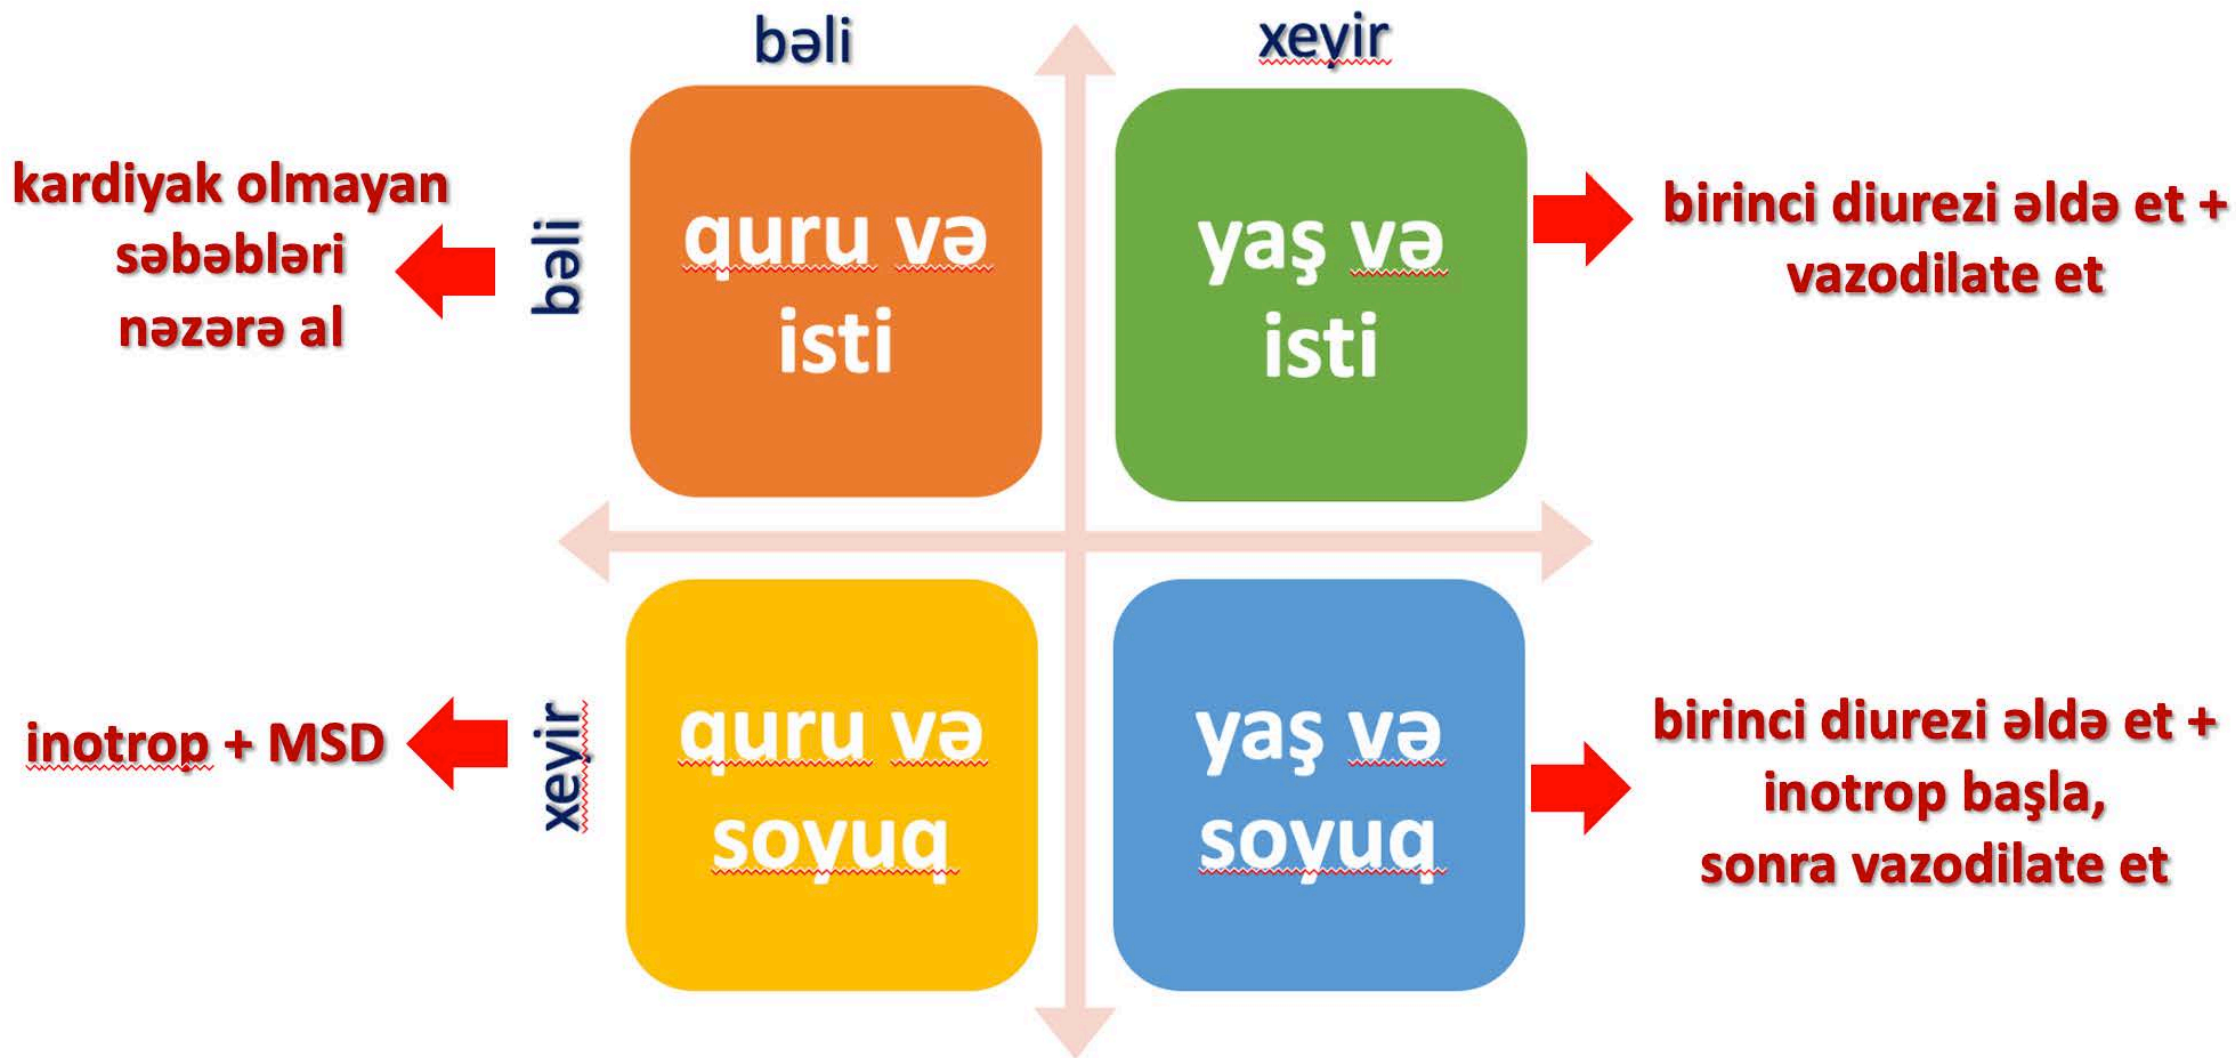 bəli
xeyir
kardiyak olmayan
səbəbləri
nəzərə al
bəli
quru və
isti
yaş və
isti
birinci diurezi əldə et +
vazodilate et
inotrop + MSD
xeyir
quru və
soyuq
yaş və
soyuq
birinci diurezi əldə et +
inotrop başla,
sonra vazodilate et